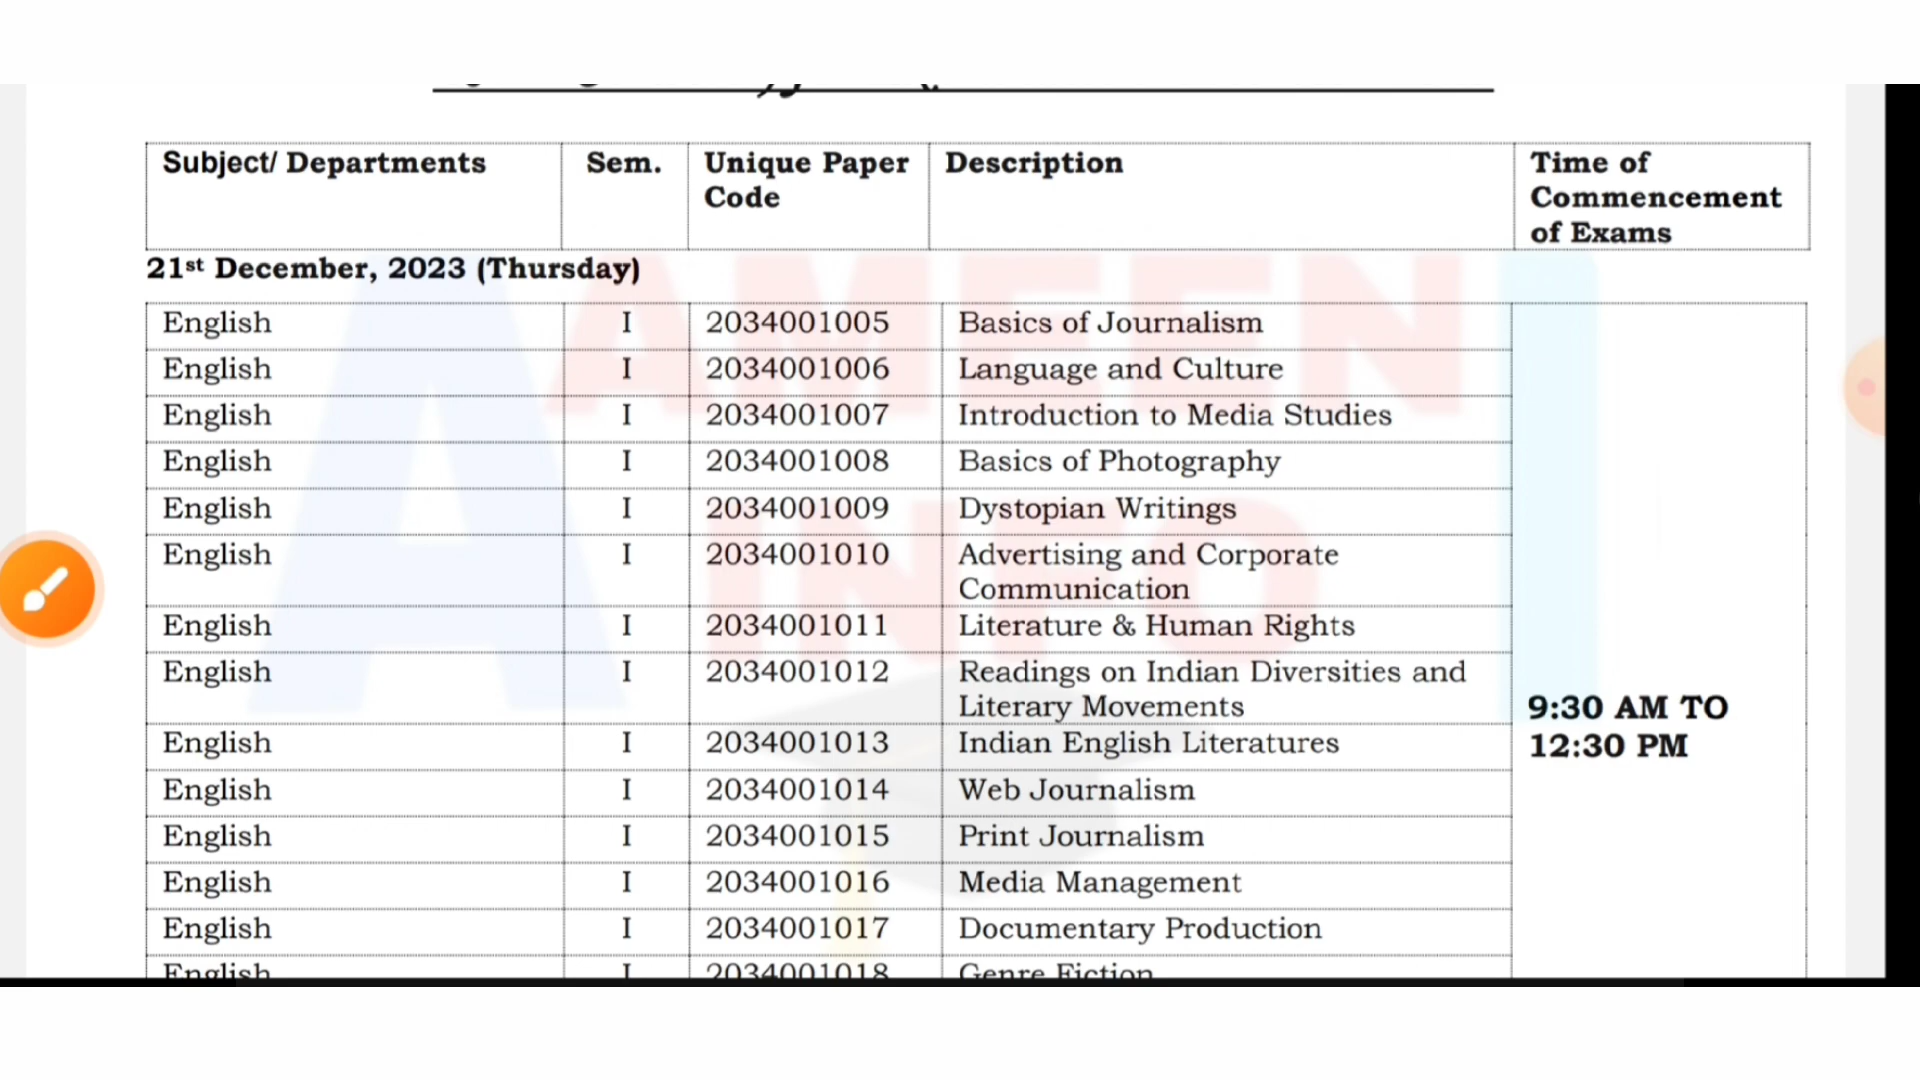 Subject/ Departments Sem. Unique Paper Code Description Time of Commencement of Exams
21st December, 2023 (Thursday)
English I 2034001005 Basics of Journalism
English I 2034001006 Language and Culture
English I 2034001007 Introduction to Media Studies
English I 2034001008 Basics of Photography
English I 2034001009 Dystopian Writings
English I 2034001010 Advertising and Corporate
Communication
English I 2034001011 Literature & Human Rights
English I 2034001012 Readings on Indian Diversities and
Literary Movements
9:30 AM TO
12:30 PM
English I 2034001013 Indian English Literatures
English I 2034001014 Web Journalism
English I 2034001015 Print Journalism
English I 2034001016 Media Management
English I 2034001017 Documentary Production
English I 2034001018 Genre Fiction
AMEEN
INFO